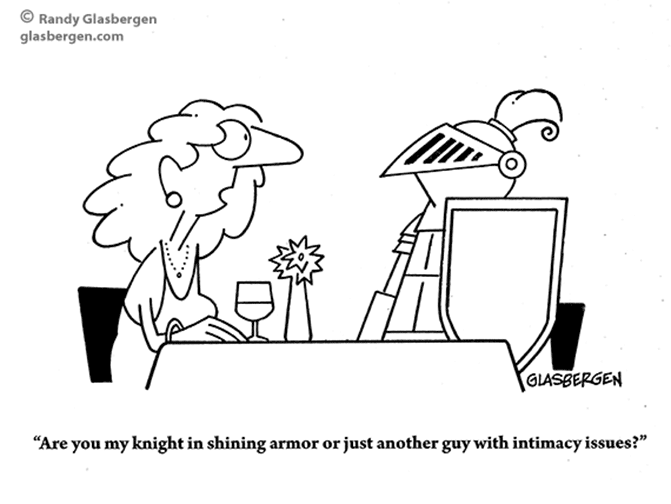 © Randy Glasbergen
glasbergen.com
GLASBERGEN
“Are you my knight in shining armor or just another guy with intimacy issues?”